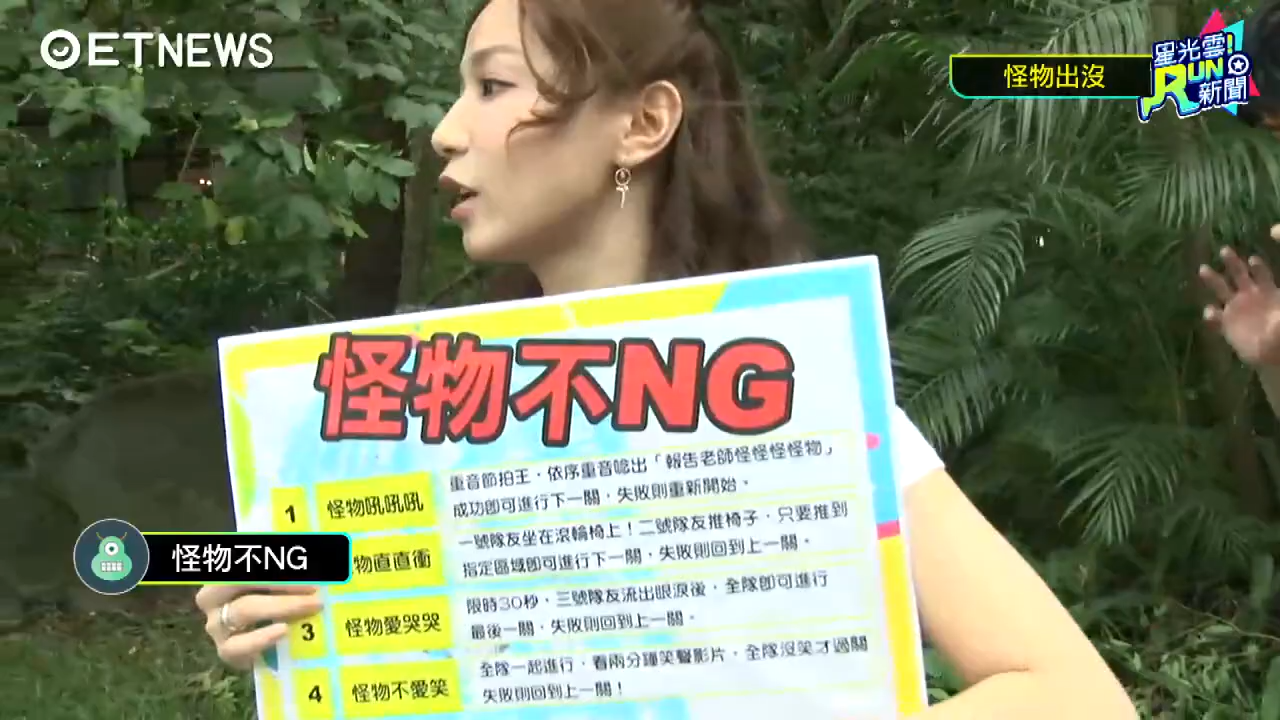 ETNEWS
怪物出沒
星光雲
RUN!
新聞
怪物不NG
1 怪物吼吼吼 重音節拍王，依序重音唸出「報告老師怪怪怪怪物」
成功即可進行下一關，失敗則重新開始。
物直直衝 一號隊友坐在滾輪椅上！二號隊友推椅子，只要推到
指定區域即可進行下一關，失敗則回到上一關。
3 怪物愛哭哭 限時30秒，三號隊友流出眼淚後，全隊即可進行
最後一關，失敗則回到上一關。
4 怪物不愛笑 全隊一起進行，看兩分鐘笑聲影片，全隊沒笑才過關
失敗則回到上一關！
怪物不NG